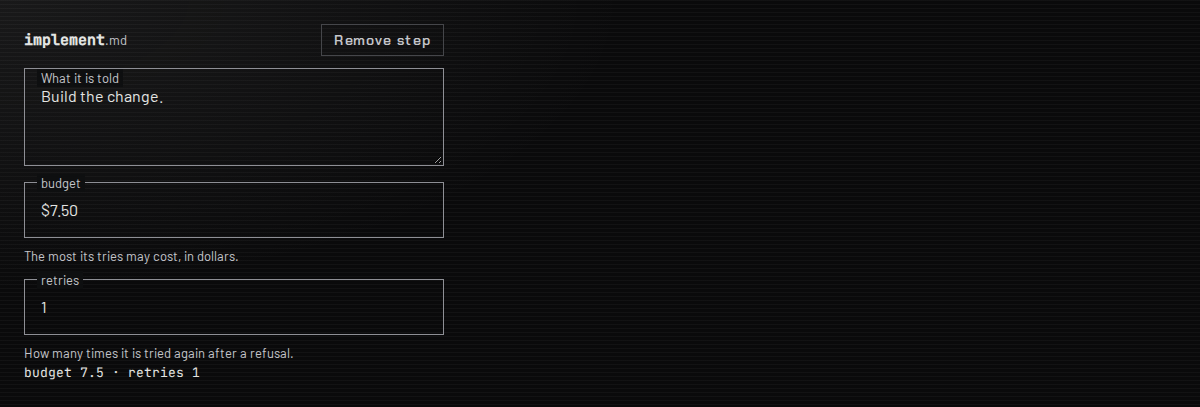 implement.md
Remove step
What it is told
Build the change.
budget
$7.50
The most its tries may cost, in dollars.
retries
1
How many times it is tried again after a refusal.
budget 7.5 · retries 1